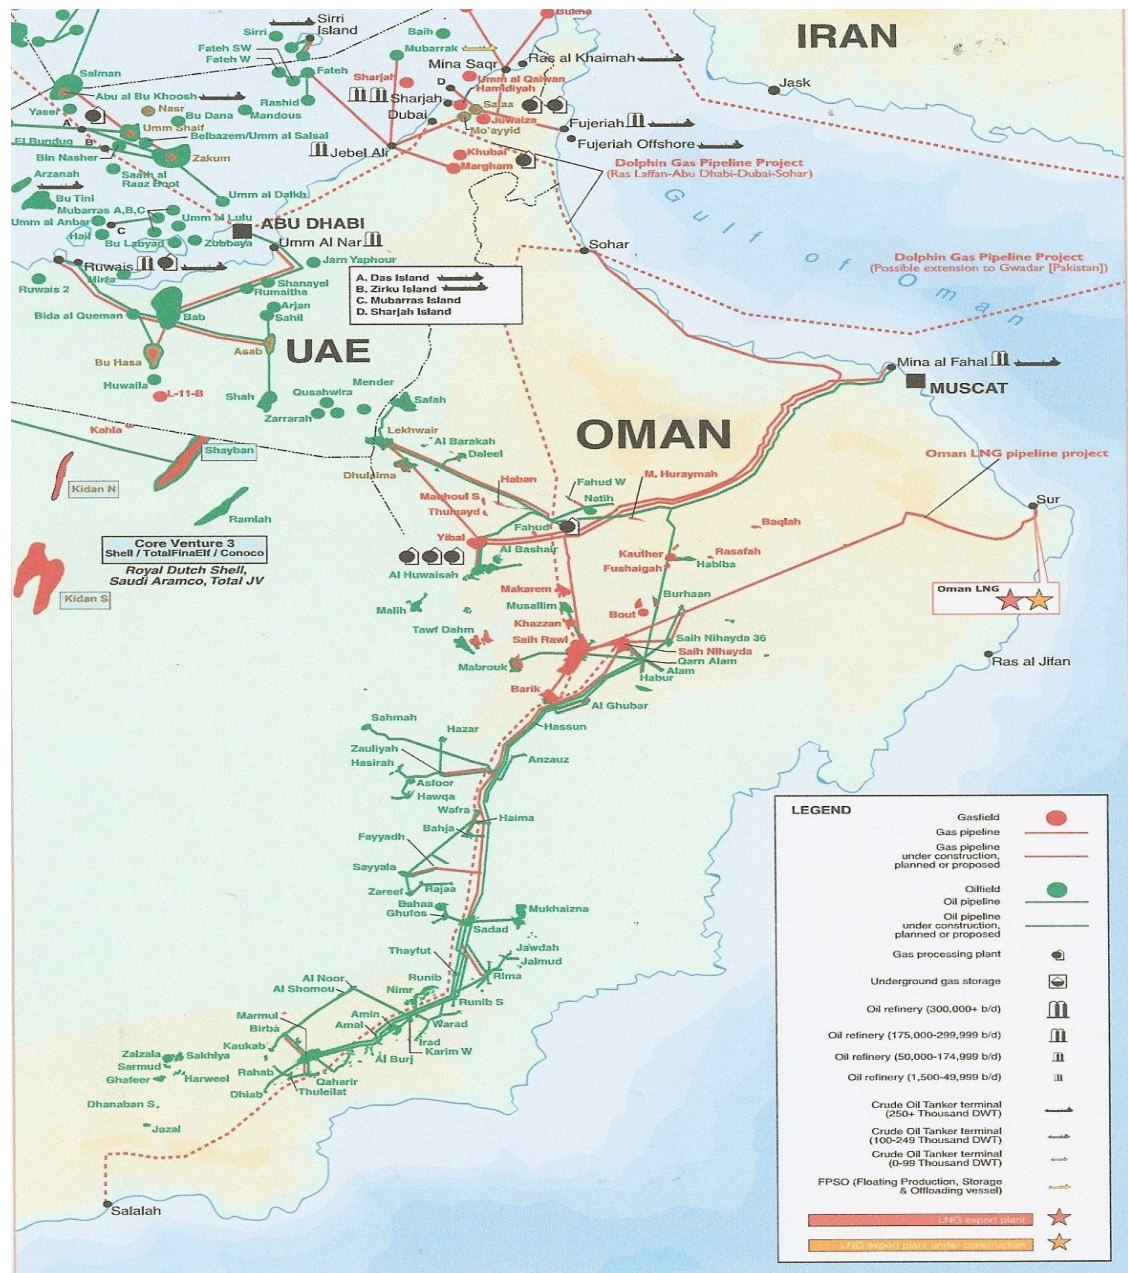 Bukha
IRAN
Sirri
Island
Sirri
Fateh SW
Fateh W
Fateh
Rashid
Mandous
Baih
Mubarrak
Mina Saqr
Ras al Khaimah
Jask
Salman
Abu al Bu Khoosh
Yaser
Nasr
Bu Dana
Umm Shaif
A
El Bunduq
B
Belbazem/Umm al Salsal
Bin Nasher
Zakum
Saath al
Raaz Boot
Arzanah
Bu Tini
Umm al Dalkh
Sharjah
D
Umm al Qaiwan
Hamidiyah
Sharjah
Sajaa
Dubai
Juwaiza
Mo'ayyid
Fujeriah
Fujeriah Offshore
Jebel Ali
Khubai
Margham
Dolphin Gas Pipeline Project
(Ras Laffan-Abu Dhabi-Dubai-Sohar)
Gulf of Oman
Mubarras A,B,C
Umm al Anbar
C
Umm al Lulu
Hail
Bu Labyad
Zubbaya
ABU DHABI
Umm Al Nar
Jarn Yaphour
Sohar
Dolphin Gas Pipeline Project
(Possible extension to Gwadar [Pakistan])
Ruwais
Mirfa
Ruwais 2
Shanayel
Rumaitha
Arjan
Sahil
Bida al Queman
Bab
A. Das Island
B. Zirku Island
C. Mubarras Island
D. Sharjah Island
UAE
Bu Hasa
Asab
Huwaila
L-11-B
Shah
Qusahwira
Mender
Zarrarah
Safah
Mina al Fahal
MUSCAT
OMAN
Kahla
Shayban
Lekhwair
Al Barakah
Daleel
Dhulaima
Kidan N
Ramlah
Haban
Maqhoul S
Thumayd
Fahud W
Natih
M. Huraymah
Oman LNG pipeline project
Sur
Fahud
Baqlah
Core Venture 3
Shell / TotalFinaElf / Conoco
Royal Dutch Shell,
Saudi Aramco, Total JV
Yibal
Al Bashair
Al Huwaisah
Kauther
Fushaigah
Rasafah
Habiba
Kidan S
Makarem
Musallim
Malih
Burhaan
Bout
Khazzan
Oman LNG
Tawf Dahm
Saih Rawl
Saih Nihayda 36
Saih Nihayda
Qarn Alam
Alam
Habur
Mabrouk
Ras al Jifan
Barik
Al Ghubar
Sahmah
Hassun
Hazar
Zauliyah
Hasirah
Anzauz
Asfoor
Hawqa
Wafra
Haima
Bahja
Fayyadh
Sayyala
Zareef
Rajaa
Bahaa
Ghufos
Mukhaizna
Sadad
Thayfut
Jawdah
Jalmud
Rima
Runib
Nimr
Al Noor
Al Shomou
Runib S
Marmul
Birba
Amin
Amal
Warad
Irad
Karim W
Al Burj
Kaukab
Zalzala
Sakhlya
Sarmud
Ghafeer
Harweel
Rahab
Dhiab
Qaharir
Thuleilat
Dhanaban S,
Jazal
Salalah
LEGEND
Gasfield
Gas pipeline
Gas pipeline
under construction,
planned or proposed
Oilfield
Oil pipeline
Oil pipeline
under construction,
planned or proposed
Gas processing plant
Underground gas storage
Oil refinery (300,000+ b/d)
Oil refinery (175,000-299,999 b/d)
Oil refinery (50,000-174,999 b/d)
Oil refinery (1,500-49,999 b/d)
Crude Oil Tanker terminal
(250+ Thousand DWT)
Crude Oil Tanker terminal
(100-249 Thousand DWT)
Crude Oil Tanker terminal
(0-99 Thousand DWT)
FPSO (Floating Production, Storage
& Offloading vessel)
LNG export plant
LNG export plant under construction